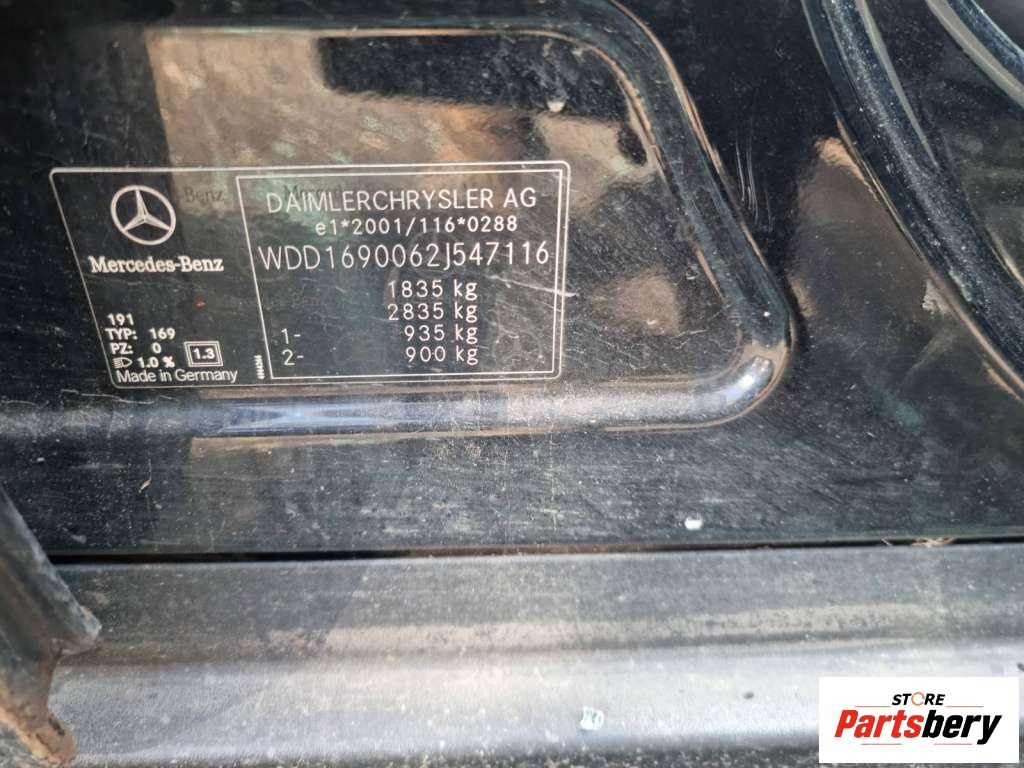 Mercedes-Benz
191
TYP: 169
PZ: 0
1.0 % 1.3
Made in Germany
DAIMLERCHRYSLER AG
e1*2001/116*0288
WDD1690062J547116
1835 kg
2835 kg
1- 935 kg
2- 900 kg
STORE
Partsbery